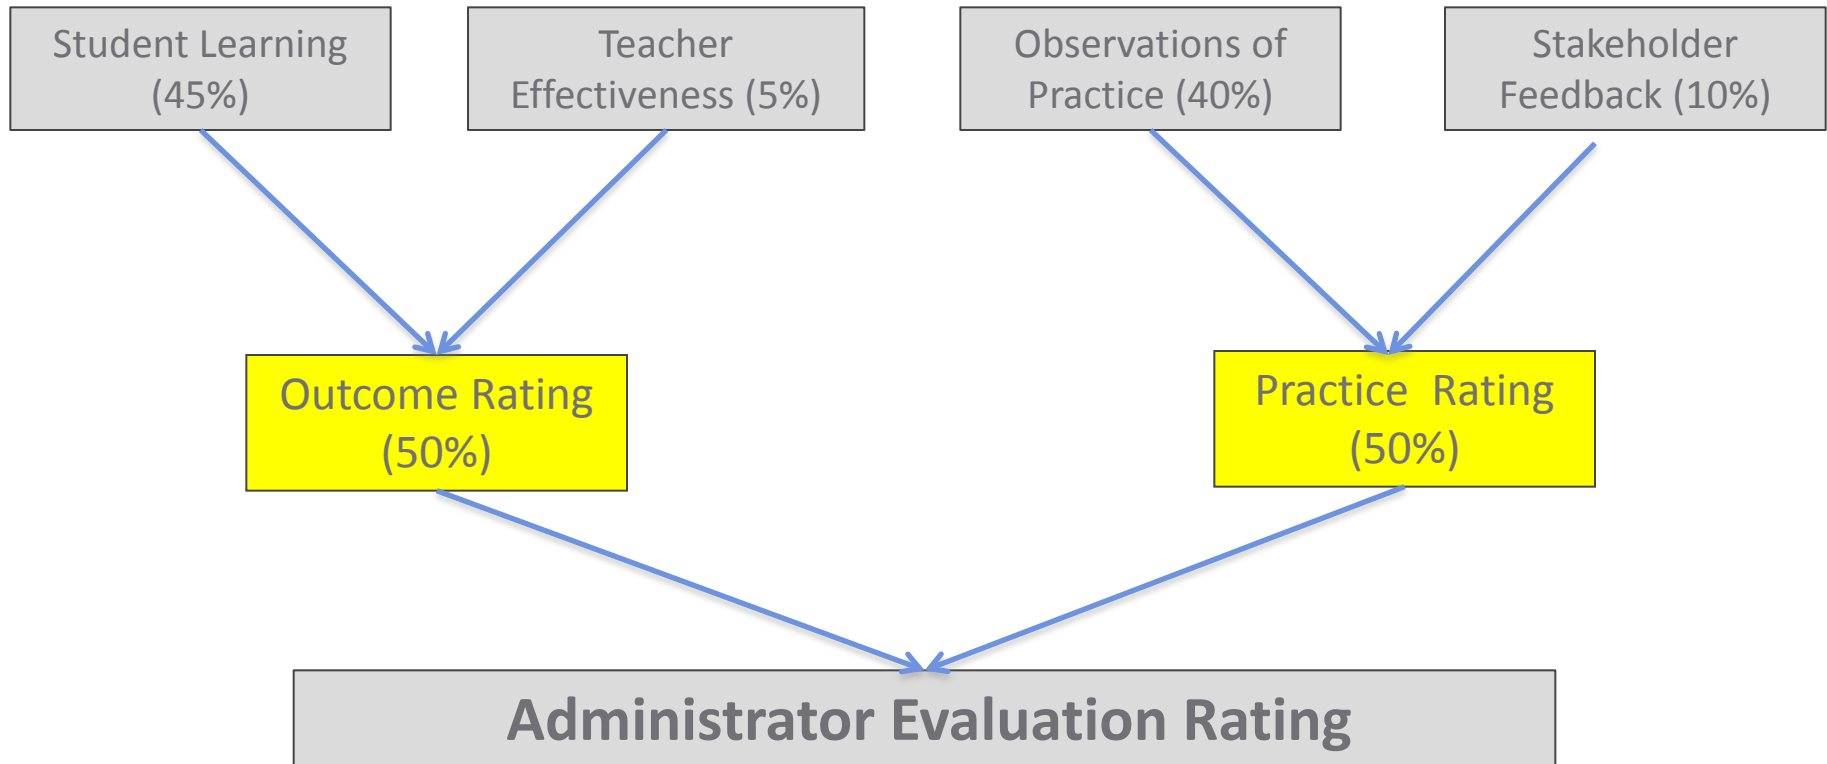 Student Learning
(45%)
Teacher
Effectiveness (5%)
Observations of
Practice (40%)
Stakeholder
Feedback (10%)
Outcome Rating
(50%)
Practice  Rating
(50%)
Administrator Evaluation Rating